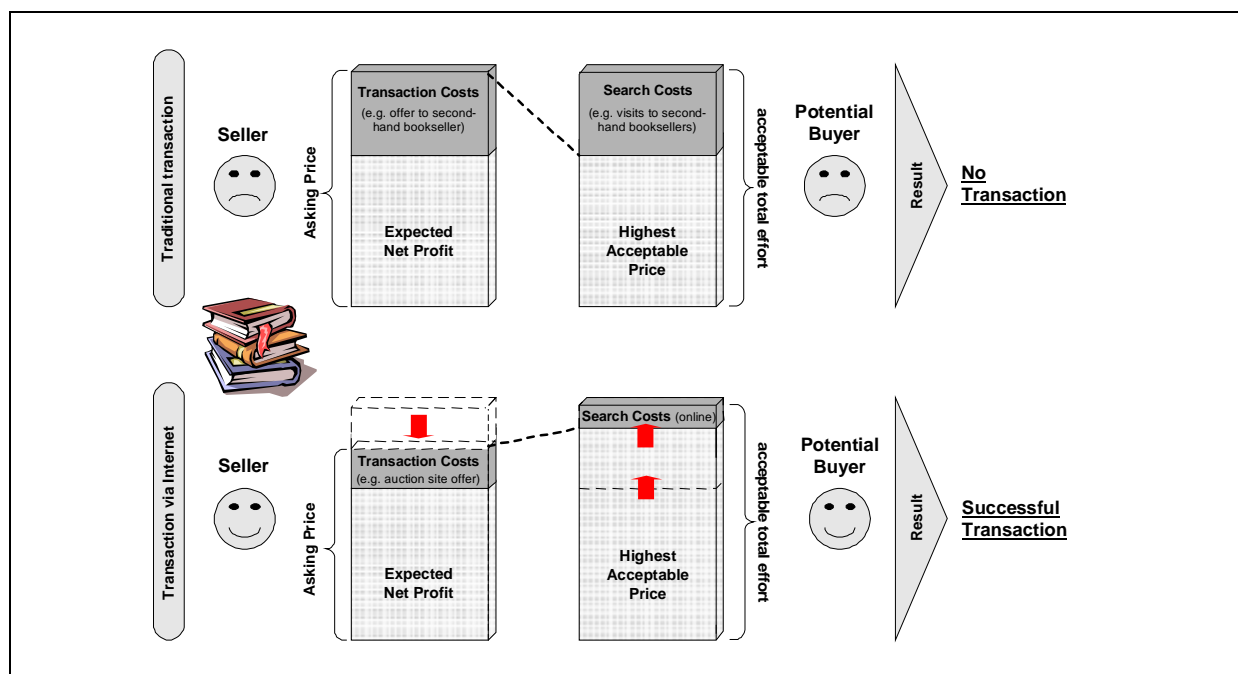 Traditional transaction
Seller
Asking Price
Transaction Costs
(e.g. offer to second-
hand bookseller)
Expected
Net Profit
Search Costs
(e.g. visits to second-
hand booksellers)
Highest
Acceptable
Price
acceptable total effort
Potential
Buyer
Result
No
Transaction
Transaction via Internet
Seller
Asking Price
Transaction Costs
(e.g. auction site offer)
Expected
Net Profit
Search Costs (online)
Highest
Acceptable
Price
acceptable total effort
Potential
Buyer
Result
Successful
Transaction